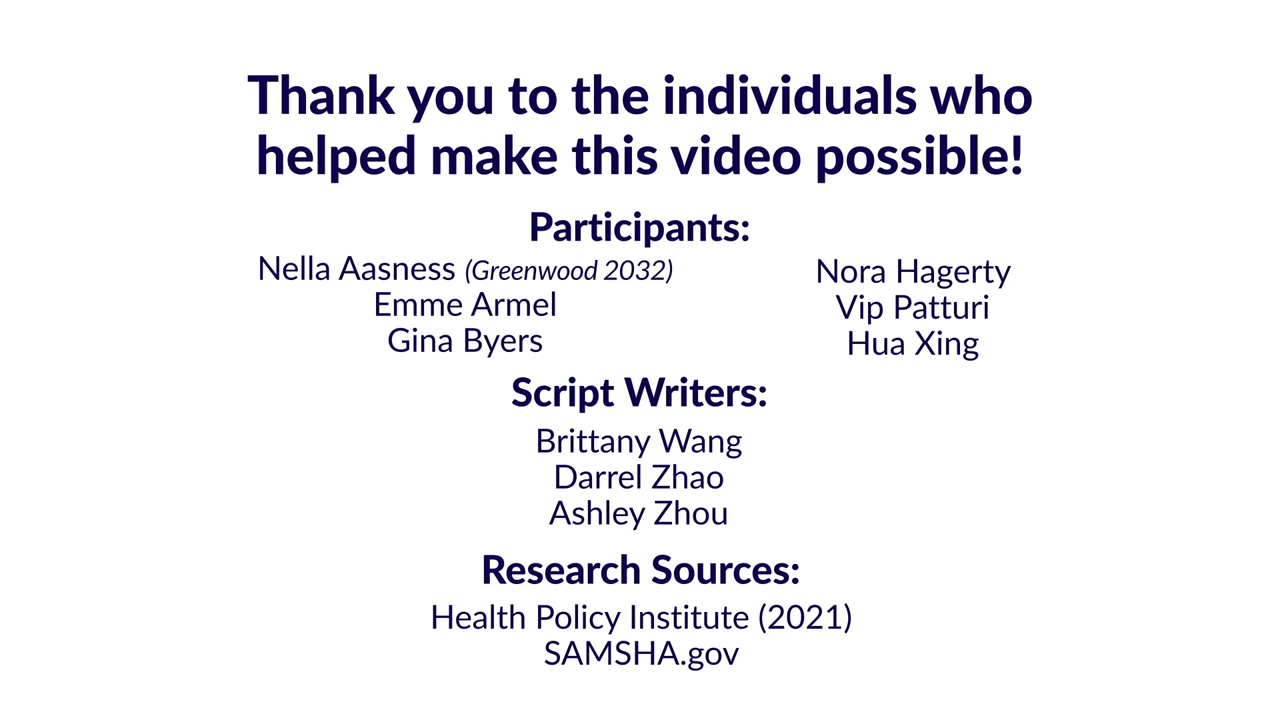 Thank you to the individuals who
helped make this video possible!
Participants:
Nella Aasness (Greenwood 2032)
Emme Armel
Gina Byers
Nora Hagerty
Vip Patturi
Hua Xing
Script Writers:
Brittany Wang
Darrel Zhao
Ashley Zhou
Research Sources:
Health Policy Institute (2021)
SAMSHA.gov